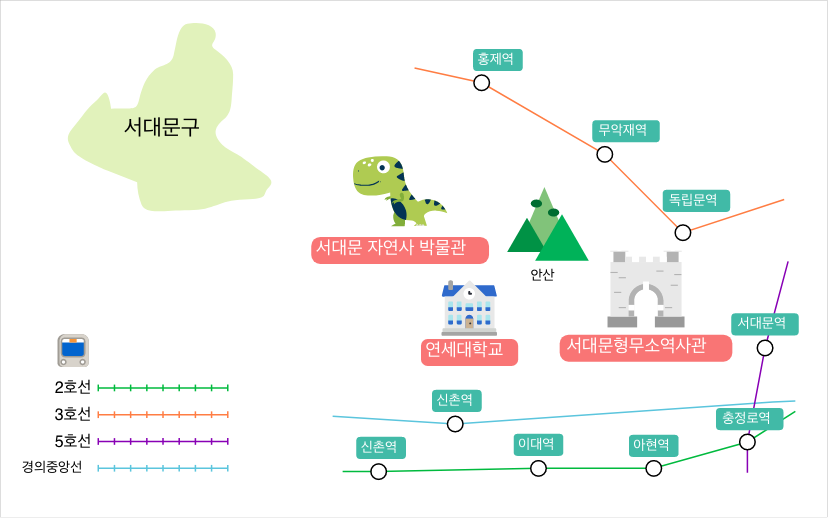 서대문구
홍제역
무악재역
독립문역
서대문 자연사 박물관
안산
서대문역
연세대학교
서대문형무소역사관
2호선
3호선
5호선
경의중앙선
신촌역
충정로역
신촌역
이대역
아현역